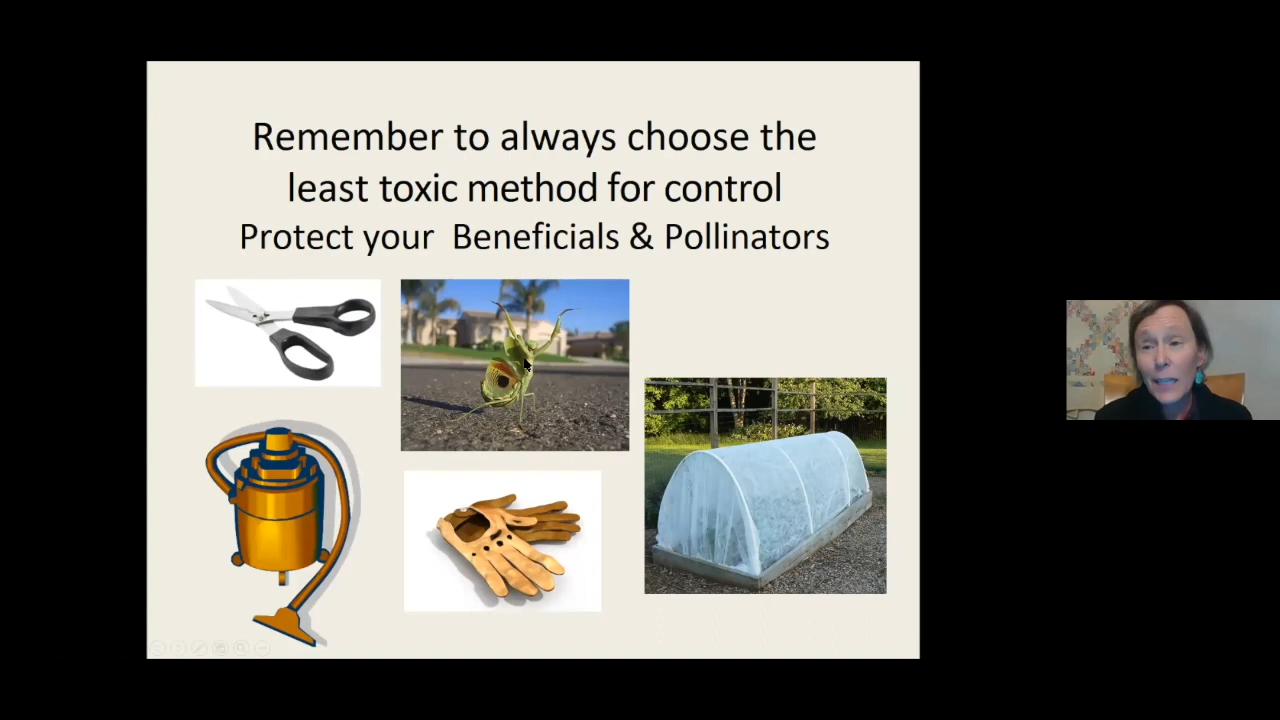 Remember to always choose the
least toxic method for control
Protect your Beneficials & Pollinators